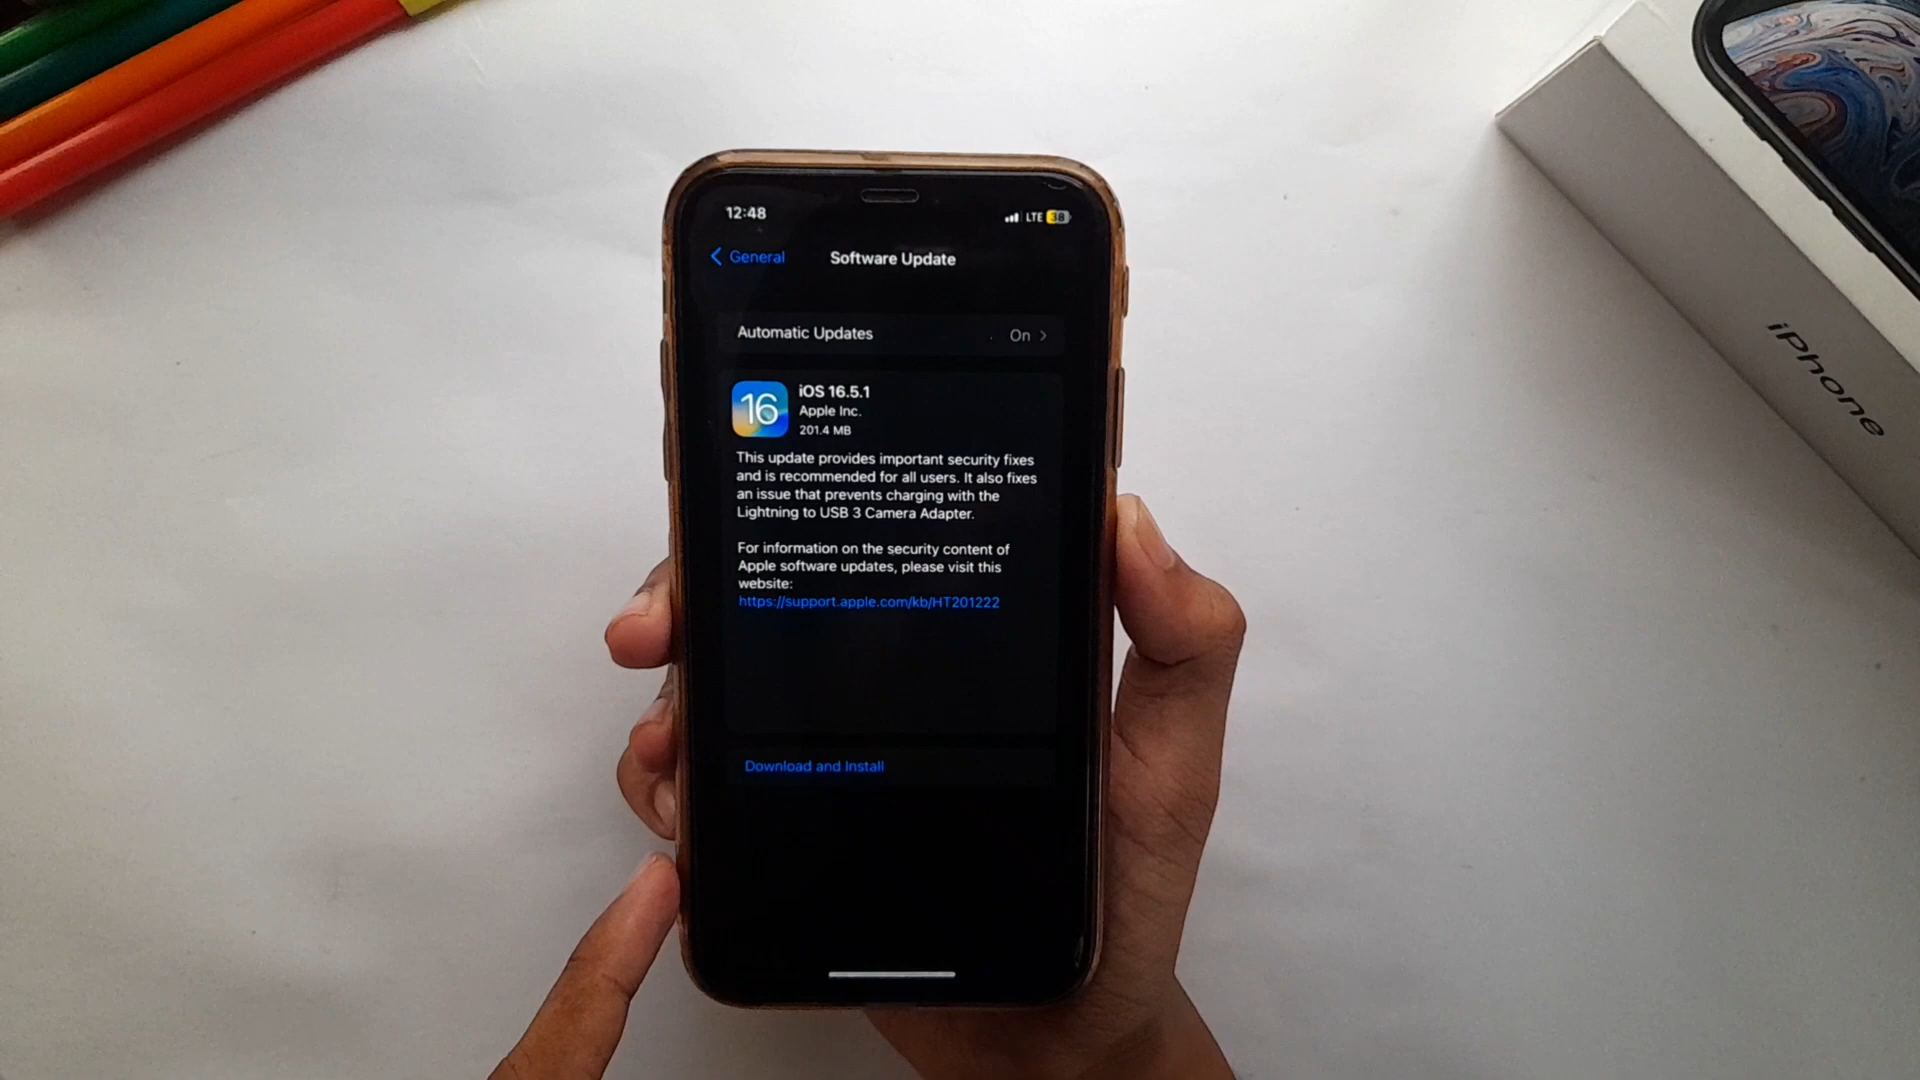 12:48
LTE 38
General
Software Update
Automatic Updates On
16
iOS 16.5.1
Apple Inc.
201.4 MB
This update provides important security fixes
and is recommended for all users. It also fixes
an issue that prevents charging with the
Lightning to USB 3 Camera Adapter.
For information on the security content of
Apple software updates, please visit this
website:
https://support.apple.com/kb/HT201222
Download and Install
iPhone